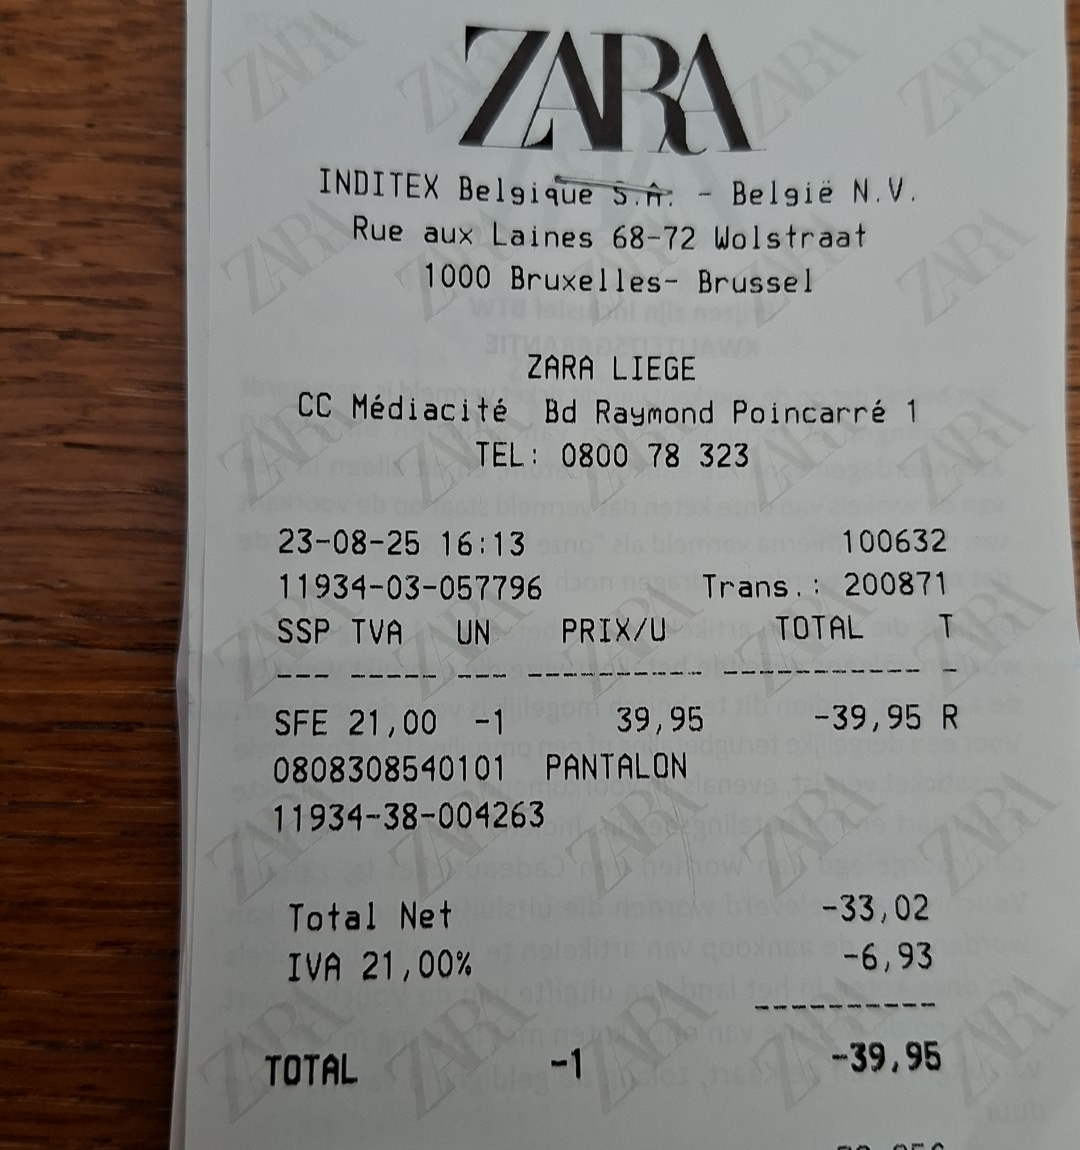 ZARA
INDITEX Belgique S.A. - België N.V.
Rue aux Laines 68-72 Wolstraat
1000 Bruxelles- Brussel
ZARA LIEGE
CC Médiacité Bd Raymond Poincarré 1
TEL: 0800 78 323
23-08-25 16:13 100632
11934-03-057796 Trans.: 200871
SSP TVA UN PRIX/U TOTAL T
--- ----- --- ---------- ------------ -
SFE 21,00 -1 39,95 -39,95 R
0808308540101 PANTALON
11934-38-004263
Total Net -33,02
IVA 21,00% -6,93
----------
TOTAL -1 -39,95